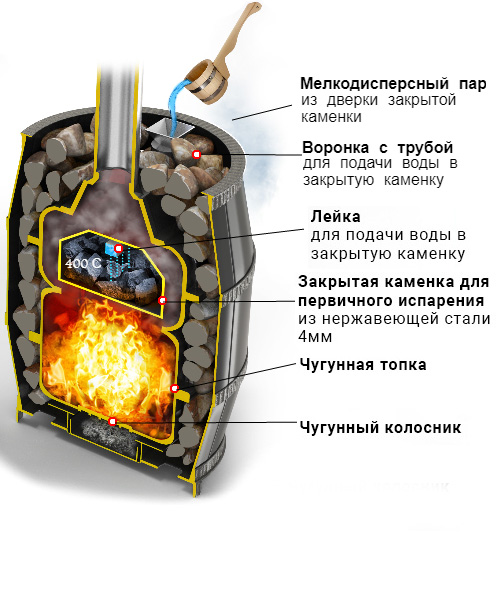 Мелкодисперсный пар
из дверки закрытой
каменки
Воронка с трубой
для подачи воды в
закрытую каменку
Лейка
для подачи воды в
закрытую каменку
400 С
Закрытая каменка для
первичного испарения
из нержавеющей стали
4мм
Чугунная топка
Чугунный колосник